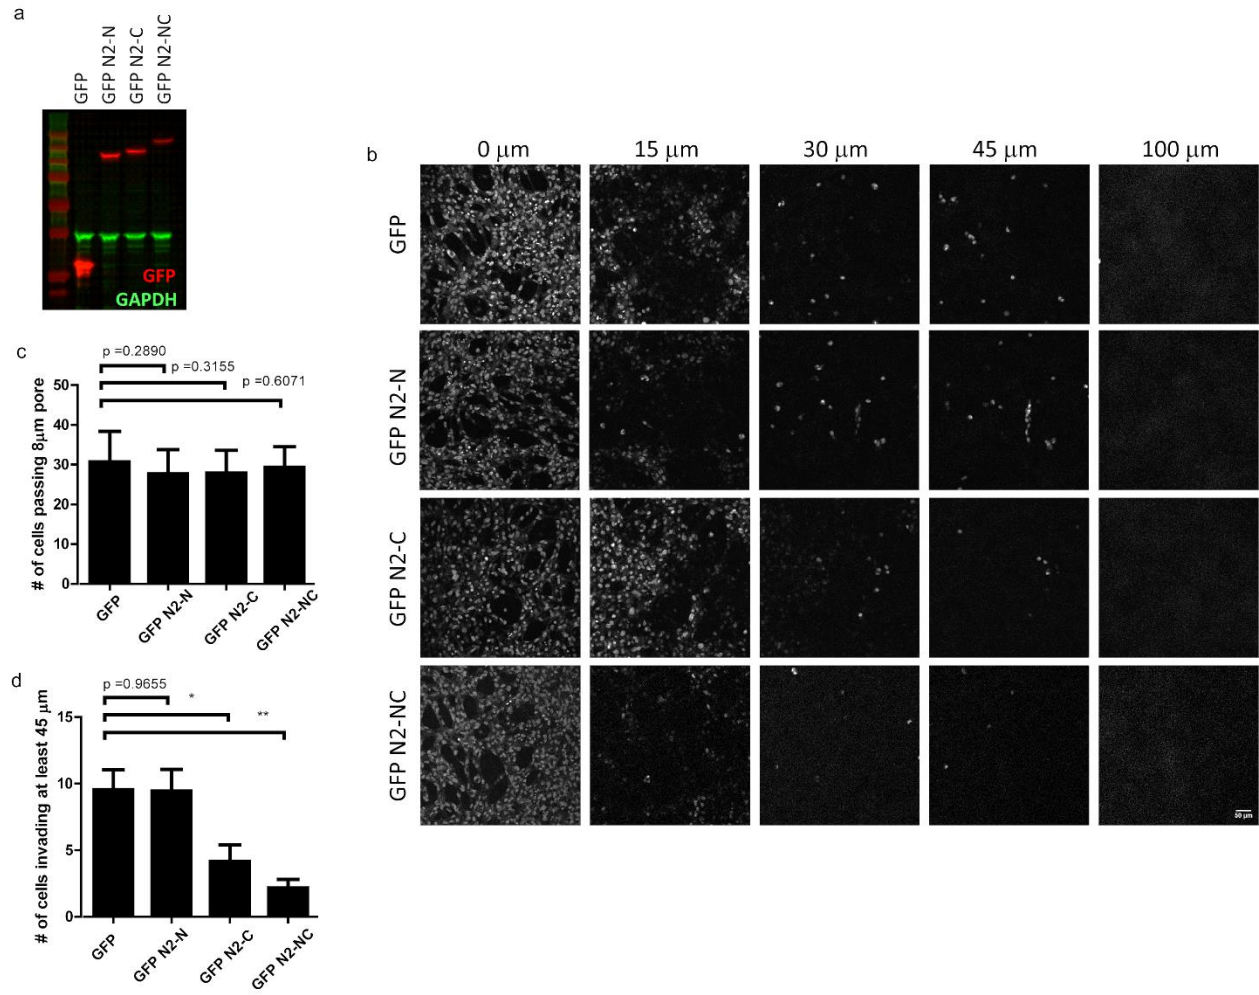 a
GFP
GFP N2-N
GFP N2-C
GFP N2-NC
GFP
GAPDH
b
0 μm
15 μm
30 μm
45 μm
100 μm
GFP
GFP N2-N
GFP N2-C
GFP N2-NC
50 μm
c
p =0.2890
p =0.3155
p =0.6071
# of cells passing 8μm pore
50
40
30
20
10
0
GFP
GFP N2-N
GFP N2-C
GFP N2-NC
d
p =0.9655
*
**
# of cells invading at least 45 μm
15
10
5
0
GFP
GFP N2-N
GFP N2-C
GFP N2-NC